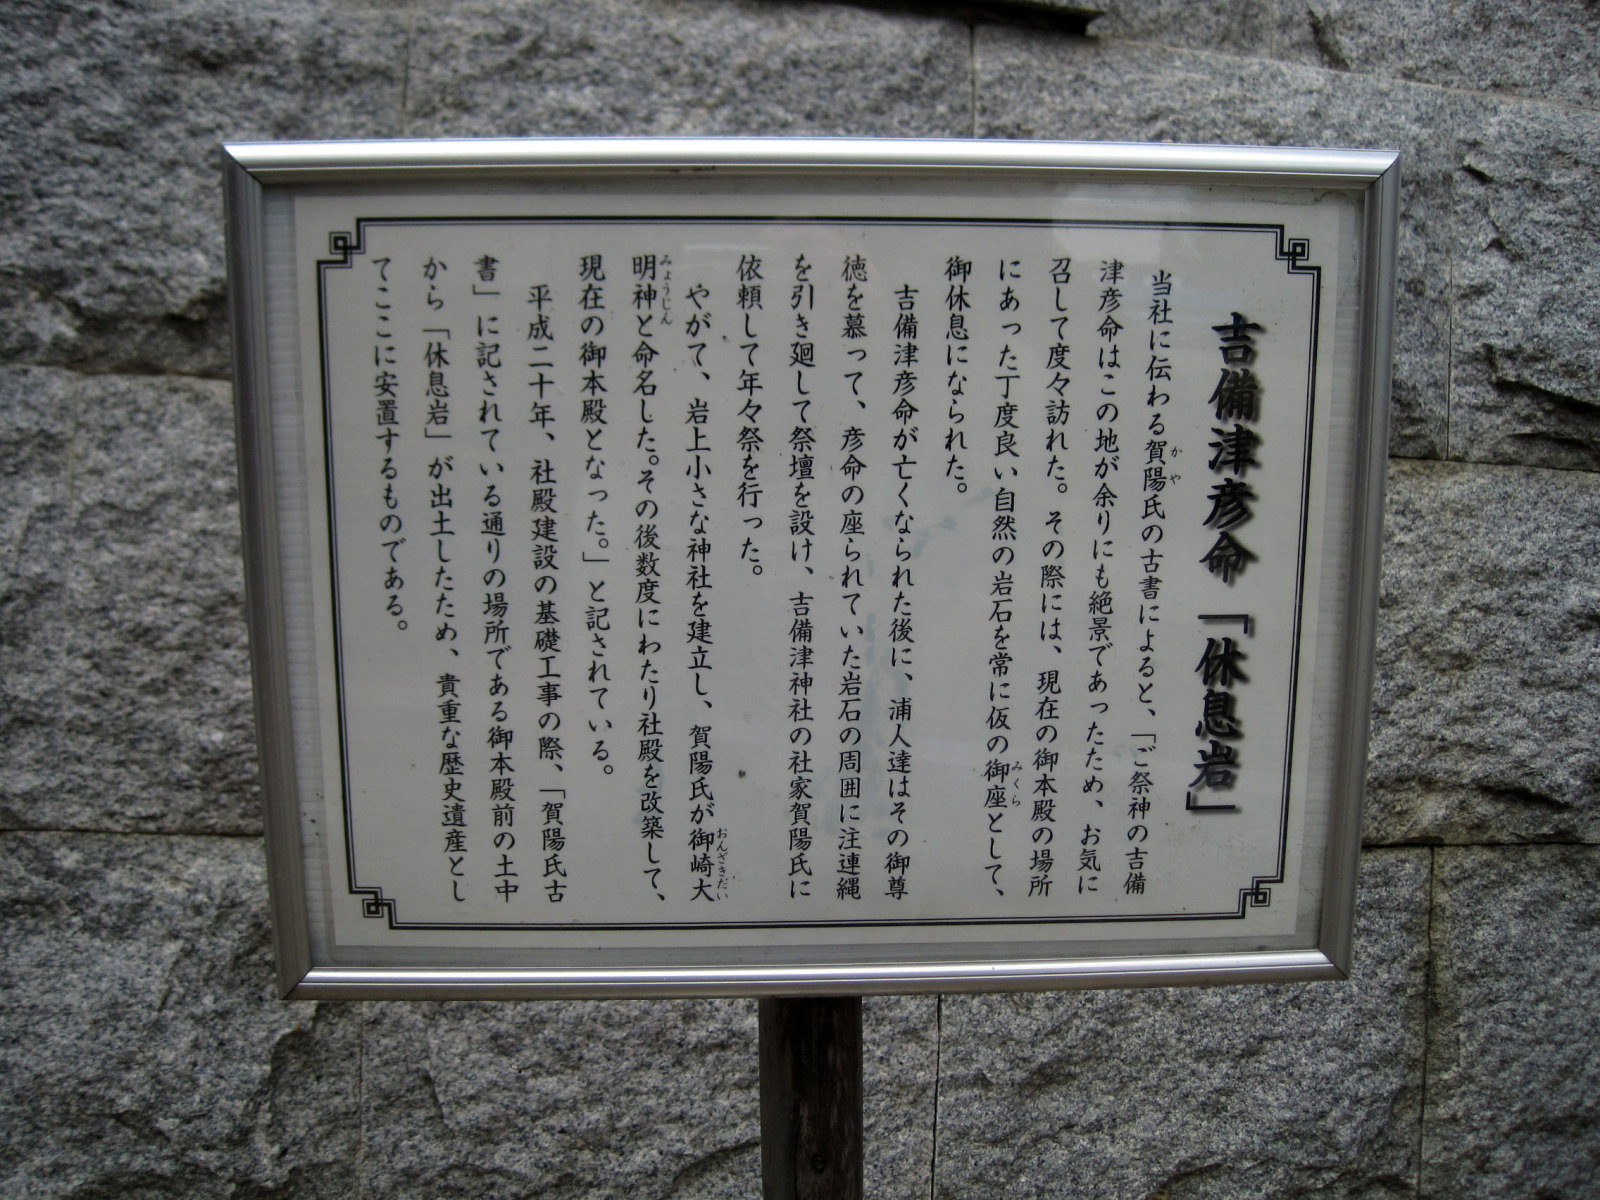 吉備津彦命「休息岩」
当社に伝わる賀陽氏の古書によると、「ご祭神の吉備
津彦命はこの地が余りにも絶景であったため、お気に
召して度々訪れた。その際には、現在の御本殿の場所
にあった丁度良い自然の岩石を常に仮の御座として、
御休息になられた。
吉備津彦命が亡くなられた後に、浦人達はその御尊
徳を慕って、彦命の座られていた岩石の周囲に注連縄
を引き廻して祭壇を設け、吉備津神社の社家賀陽氏に
依頼して年々祭を行った。
やがて、岩上小さな神社を建立し、賀陽氏が御崎大
明神と命名した。その後数度にわたり社殿を改築して、
現在の御本殿となった。」と記されている。
平成二十年、社殿建設の基礎工事の際、「賀陽氏古
書」に記されている通りの場所である御本殿前の土中
から「休息岩」が出土したため、貴重な歴史遺産とし
てここに安置するものである。